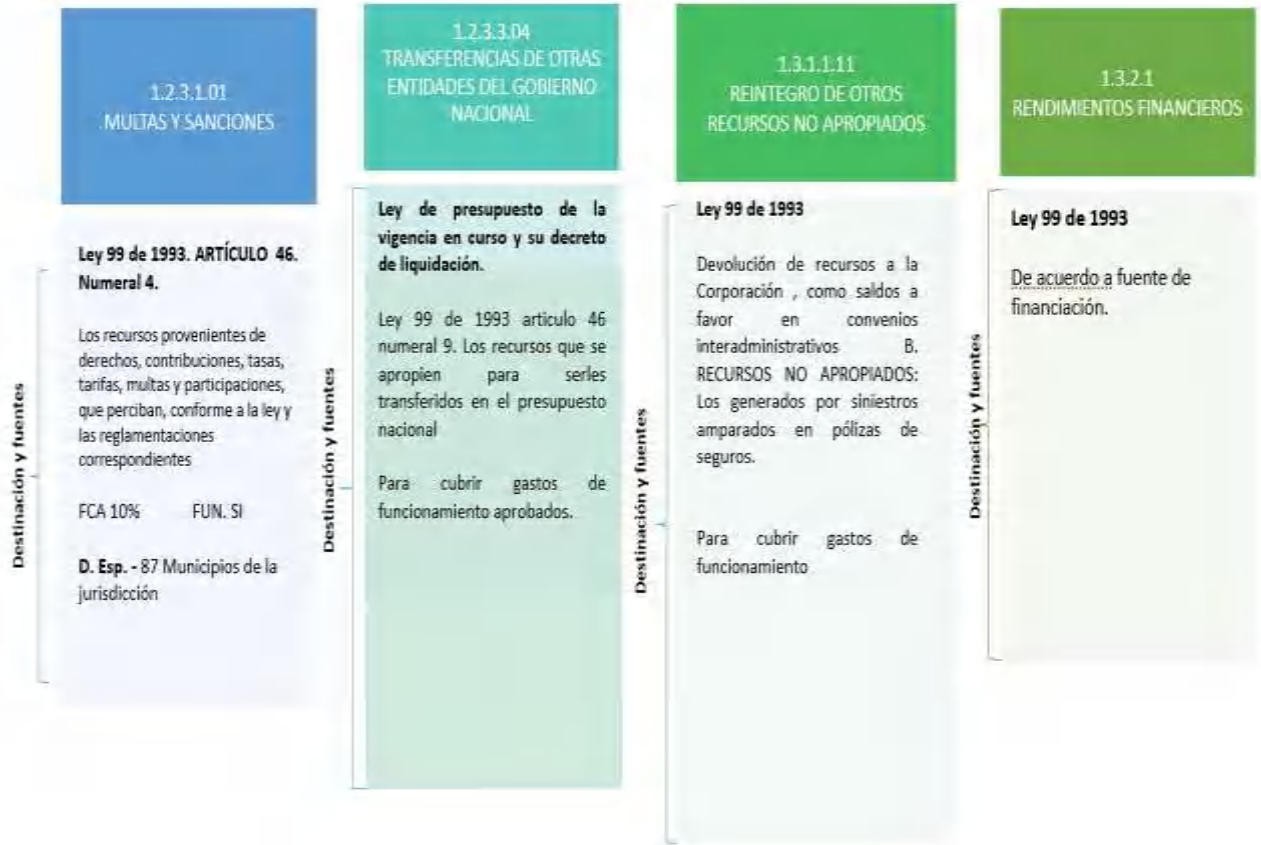 1.2.3.1.01
MULTAS Y SANCIONES
Destinación y fuentes
Ley 99 de 1993. ARTÍCULO 46.
Numeral 4.
Los recursos provenientes de
derechos, contribuciones, tasas,
tarifas, multas y participaciones,
que perciban, conforme a la ley y
las reglamentaciones
correspondientes
FCA 10% FUN. SI
D. Esp. - 87 Municipios de la
jurisdicción
1.2.3.3.04
TRANSFERENCIAS DE OTRAS
ENTIDADES DEL GOBIERNO
NACIONAL
Destinación y fuentes
Ley de presupuesto de la
vigencia en curso y su decreto
de liquidación.
Ley 99 de 1993 articulo 46
numeral 9. Los recursos que se
apropien para serles
transferidos en el presupuesto
nacional
Para cubrir gastos de
funcionamiento aprobados.
1.3.1.1.11
REINTEGRO DE OTROS
RECURSOS NO APROPIADOS
Destinación y fuentes
Ley 99 de 1993
Devolución de recursos a la
Corporación , como saldos a
favor en convenios
interadministrativos B.
RECURSOS NO APROPIADOS:
Los generados por siniestros
amparados en pólizas de
seguros.
Para cubrir gastos de
funcionamiento
1.3.2.1
RENDIMIENTOS FINANCIEROS
Destinación y fuentes
Ley 99 de 1993
De acuerdo a fuente de
financiación.